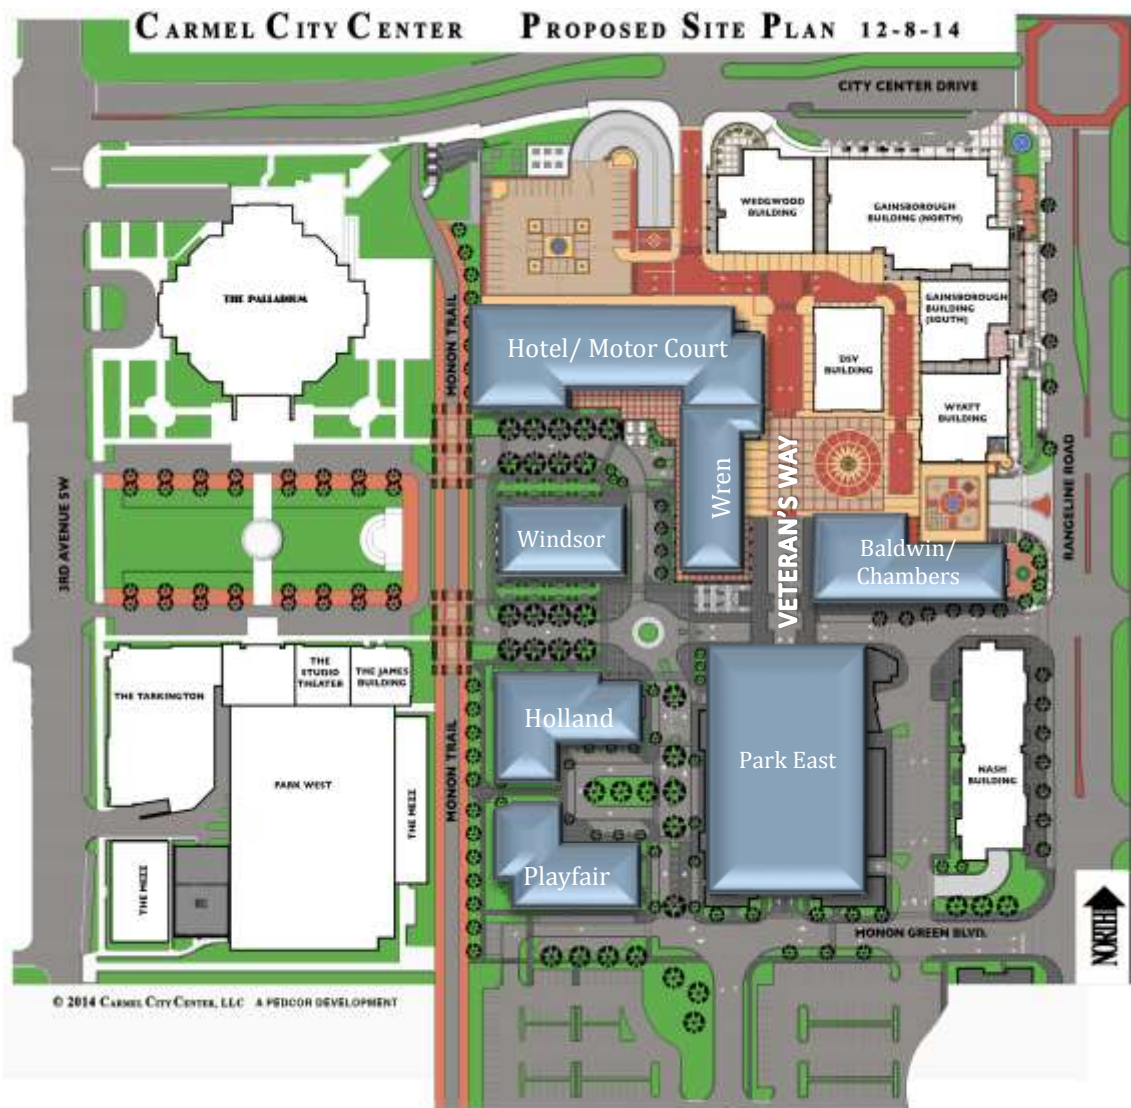 CARMEL CITY CENTER PROPOSED SITE PLAN 12-8-14
CITY CENTER DRIVE
WEDGWOOD
BUILDING
GAINSBOROUGH
BUILDING (NORTH)
THE PALLADIUM
MONON TRAIL
Hotel/ Motor Court
GAINSBOROUGH
BUILDING
(SOUTH)
DSV
BUILDING
WYATT
BUILDING
3RD AVENUE SW
Windsor
Wren
VETERAN'S WAY
Baldwin/
Chambers
RANGELINE ROAD
THE TARKINGTON
THE
STUDIO
THEATER
THE JAMES
BUILDING
MONON TRAIL
Holland
Park East
NASH
BUILDING
PARK WEST
THE MEZZ
THE MEZZ
Playfair
MONON GREEN BLVD.
NORTH
© 2014 CARMEL CITY CENTER, LLC A PEDCOR DEVELOPMENT